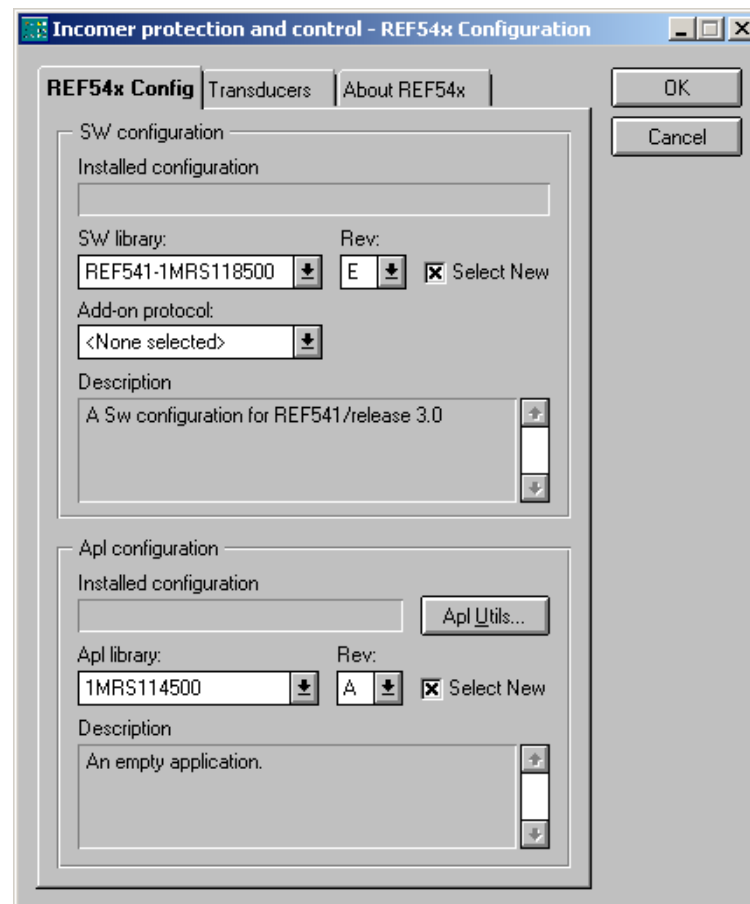 Incomer protection and control - REF54x Configuration
REF54x Config Transducers About REF54x
OK
Cancel
SW configuration
Installed configuration
SW library: Rev:
REF541-1MRS118500 E Select New
Add-on protocol:
<None selected>
Description
A Sw configuration for REF541/release 3.0
Apl configuration
Installed configuration
Apl Utils...
Apl library: Rev:
1MRS114500 A Select New
Description
An empty application.